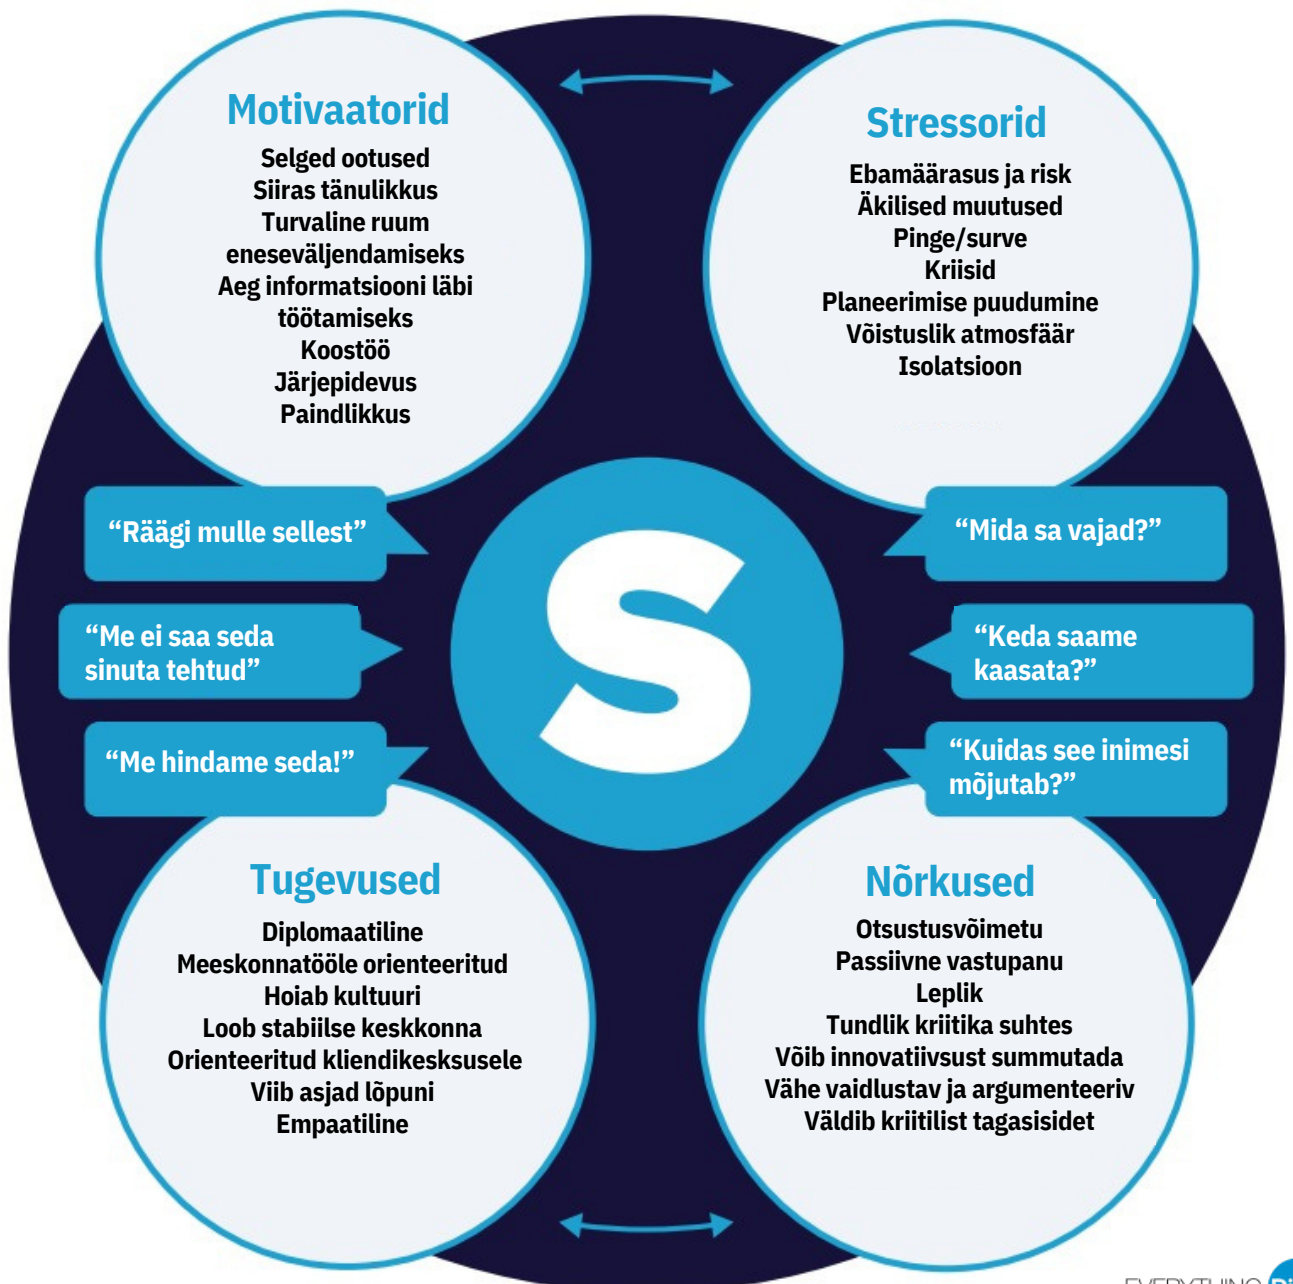 Motivaatorid
Selged ootused
Siiras tänulikkus
Turvaline ruum
eneseväljendamiseks
Aeg informatsiooni läbi
töötamiseks
Koostöö
Järjepidevus
Paindlikkus
Stressorid
Ebamäärasus ja risk
Äkilised muutused
Pinge/surve
Kriisid
Planeerimise puudumine
Võistuslik atmosfäär
Isolatsioon
“Räägi mulle sellest”
“Me ei saa seda
sinuta tehtud”
“Me hindame seda!”
S
“Mida sa vajad?”
“Keda saame
kaasata?”
“Kuidas see inimesi
mõjutab?”
Tugevused
Diplomaatiline
Meeskonnatööle orienteeritud
Hoiab kultuuri
Loob stabiilse keskkonna
Orienteeritud kliendikesksusele
Viib asjad lõpuni
Empaatiline
Nõrkused
Otsustusvõimetu
Passiivne vastupanu
Leplik
Tundlik kriitika suhtes
Võib innovatiivsust summutada
Vähe vaidlustav ja argumenteeriv
Väldib kriitilist tagasisidet
EVERYTHING